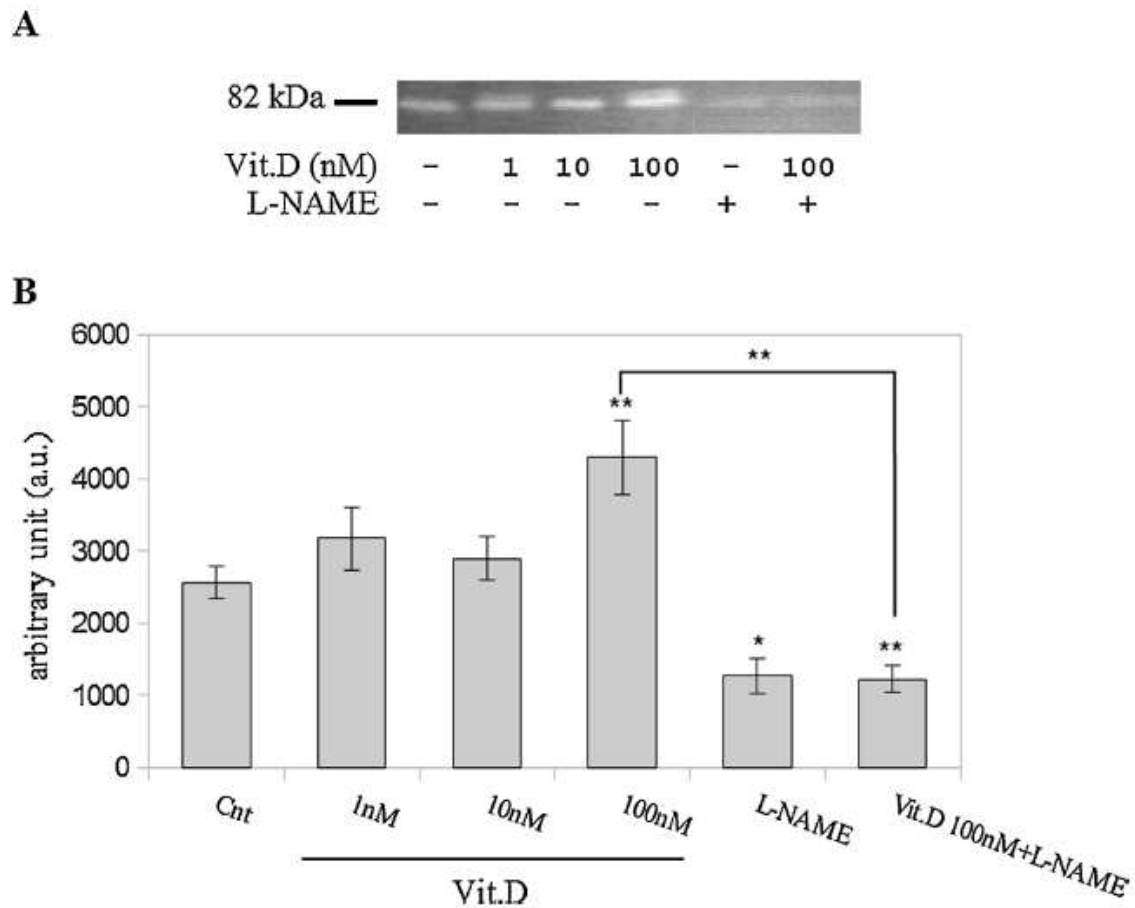 A
82 kDa
Vit.D (nM) - 1 10 100 - 100
L-NAME - - - - + +
B
6000
5000
4000
3000
2000
1000
0
arbitrary unit (a.u.)
**
**
*
**
Cnt 1nM 10nM 100nM L-NAME Vit.D 100nM+L-NAME
Vit.D